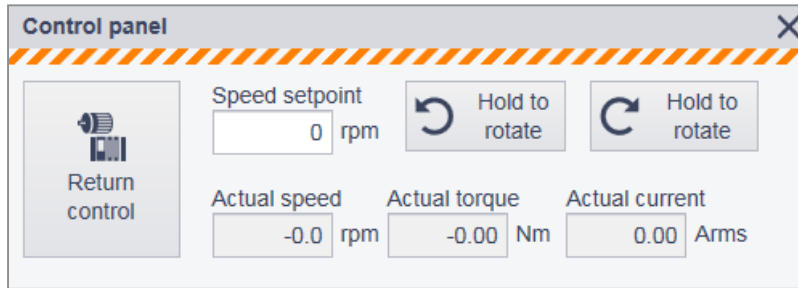 Control panel
Speed setpoint
0 rpm
Hold to
rotate
Hold to
rotate
Return
control
Actual speed
-0.0 rpm
Actual torque
-0.00 Nm
Actual current
0.00 Arms